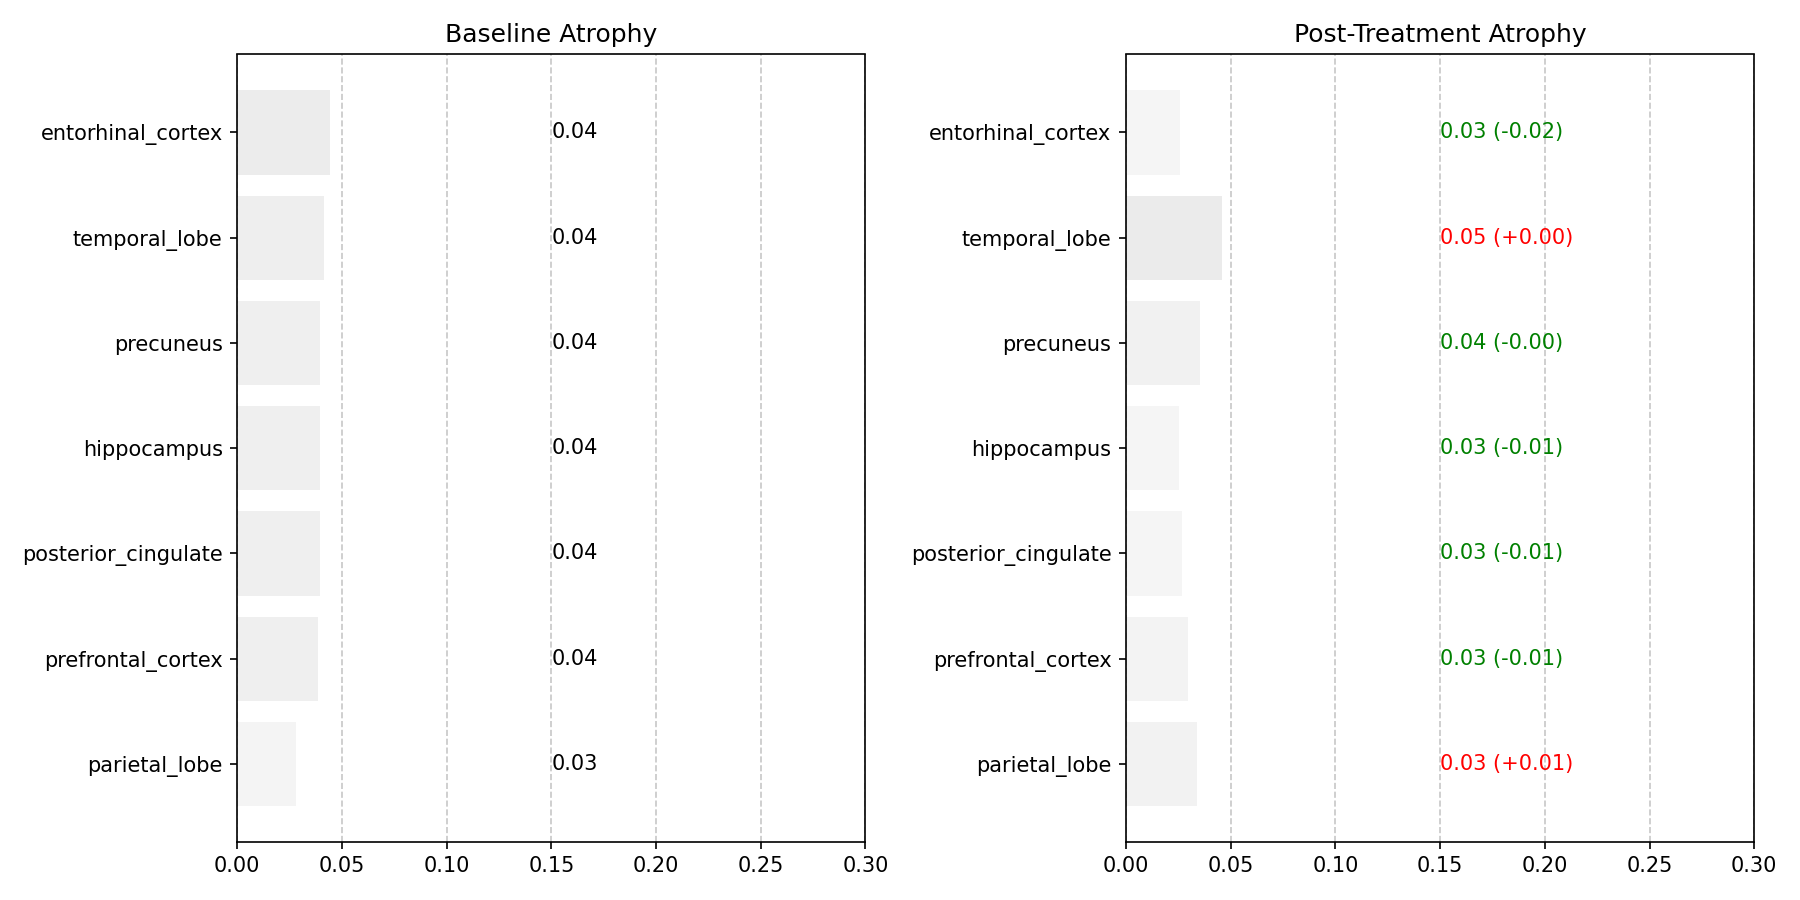 Baseline Atrophy
entorhinal_cortex 0.04
temporal_lobe 0.04
precuneus 0.04
hippocampus 0.04
posterior_cingulate 0.04
prefrontal_cortex 0.04
parietal_lobe 0.03
0.00 0.05 0.10 0.15 0.20 0.25 0.30
Post-Treatment Atrophy
entorhinal_cortex 0.03 (-0.02)
temporal_lobe 0.05 (+0.00)
precuneus 0.04 (-0.00)
hippocampus 0.03 (-0.01)
posterior_cingulate 0.03 (-0.01)
prefrontal_cortex 0.03 (-0.01)
parietal_lobe 0.03 (+0.01)
0.00 0.05 0.10 0.15 0.20 0.25 0.30